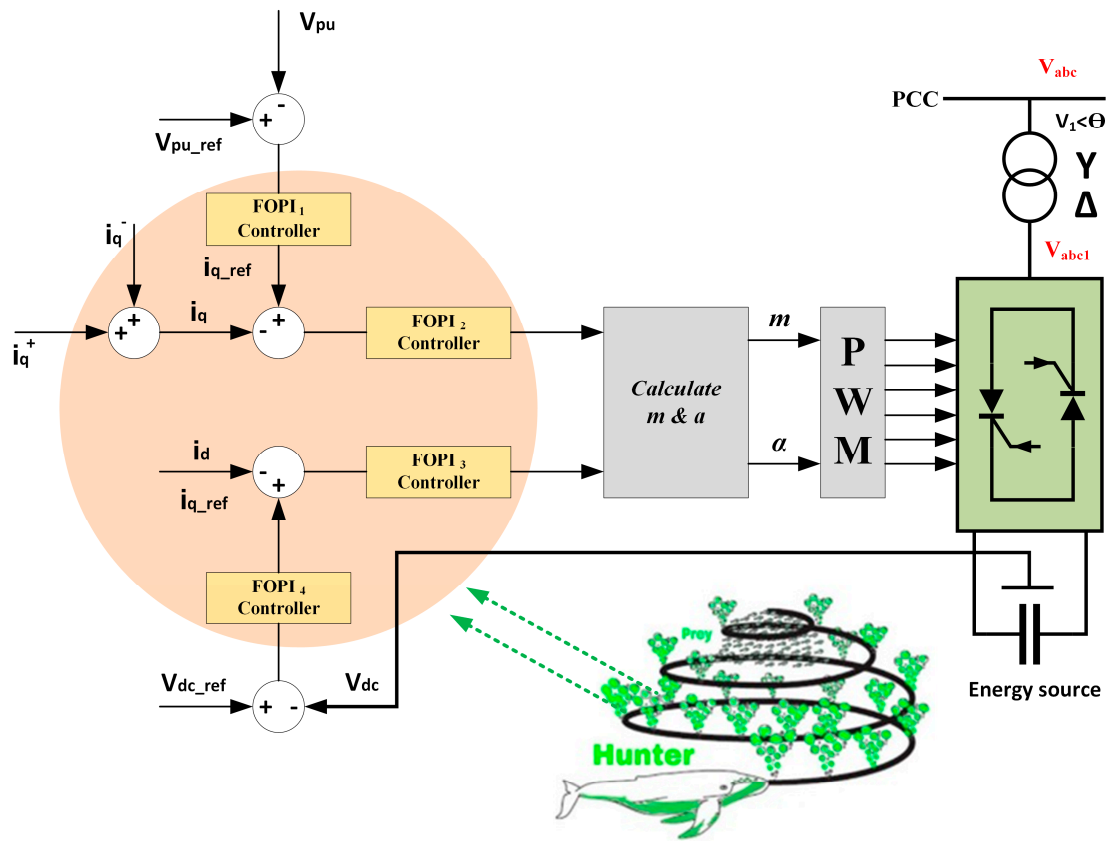 Vpu
+ -
Vpu_ref
FOPI 1
Controller
iq-
iq_ref
iq
+ +
- +
iq+
FOPI 2
Controller
Calculate
m & a
m
α
P
W
M
PCC
Vabc
V1<Θ
Y
Δ
Vabc1
id
iq_ref
- +
FOPI 3
Controller
FOPI 4
Controller
Vdc_ref
+ -
Vdc
Energy source
Prey
Hunter